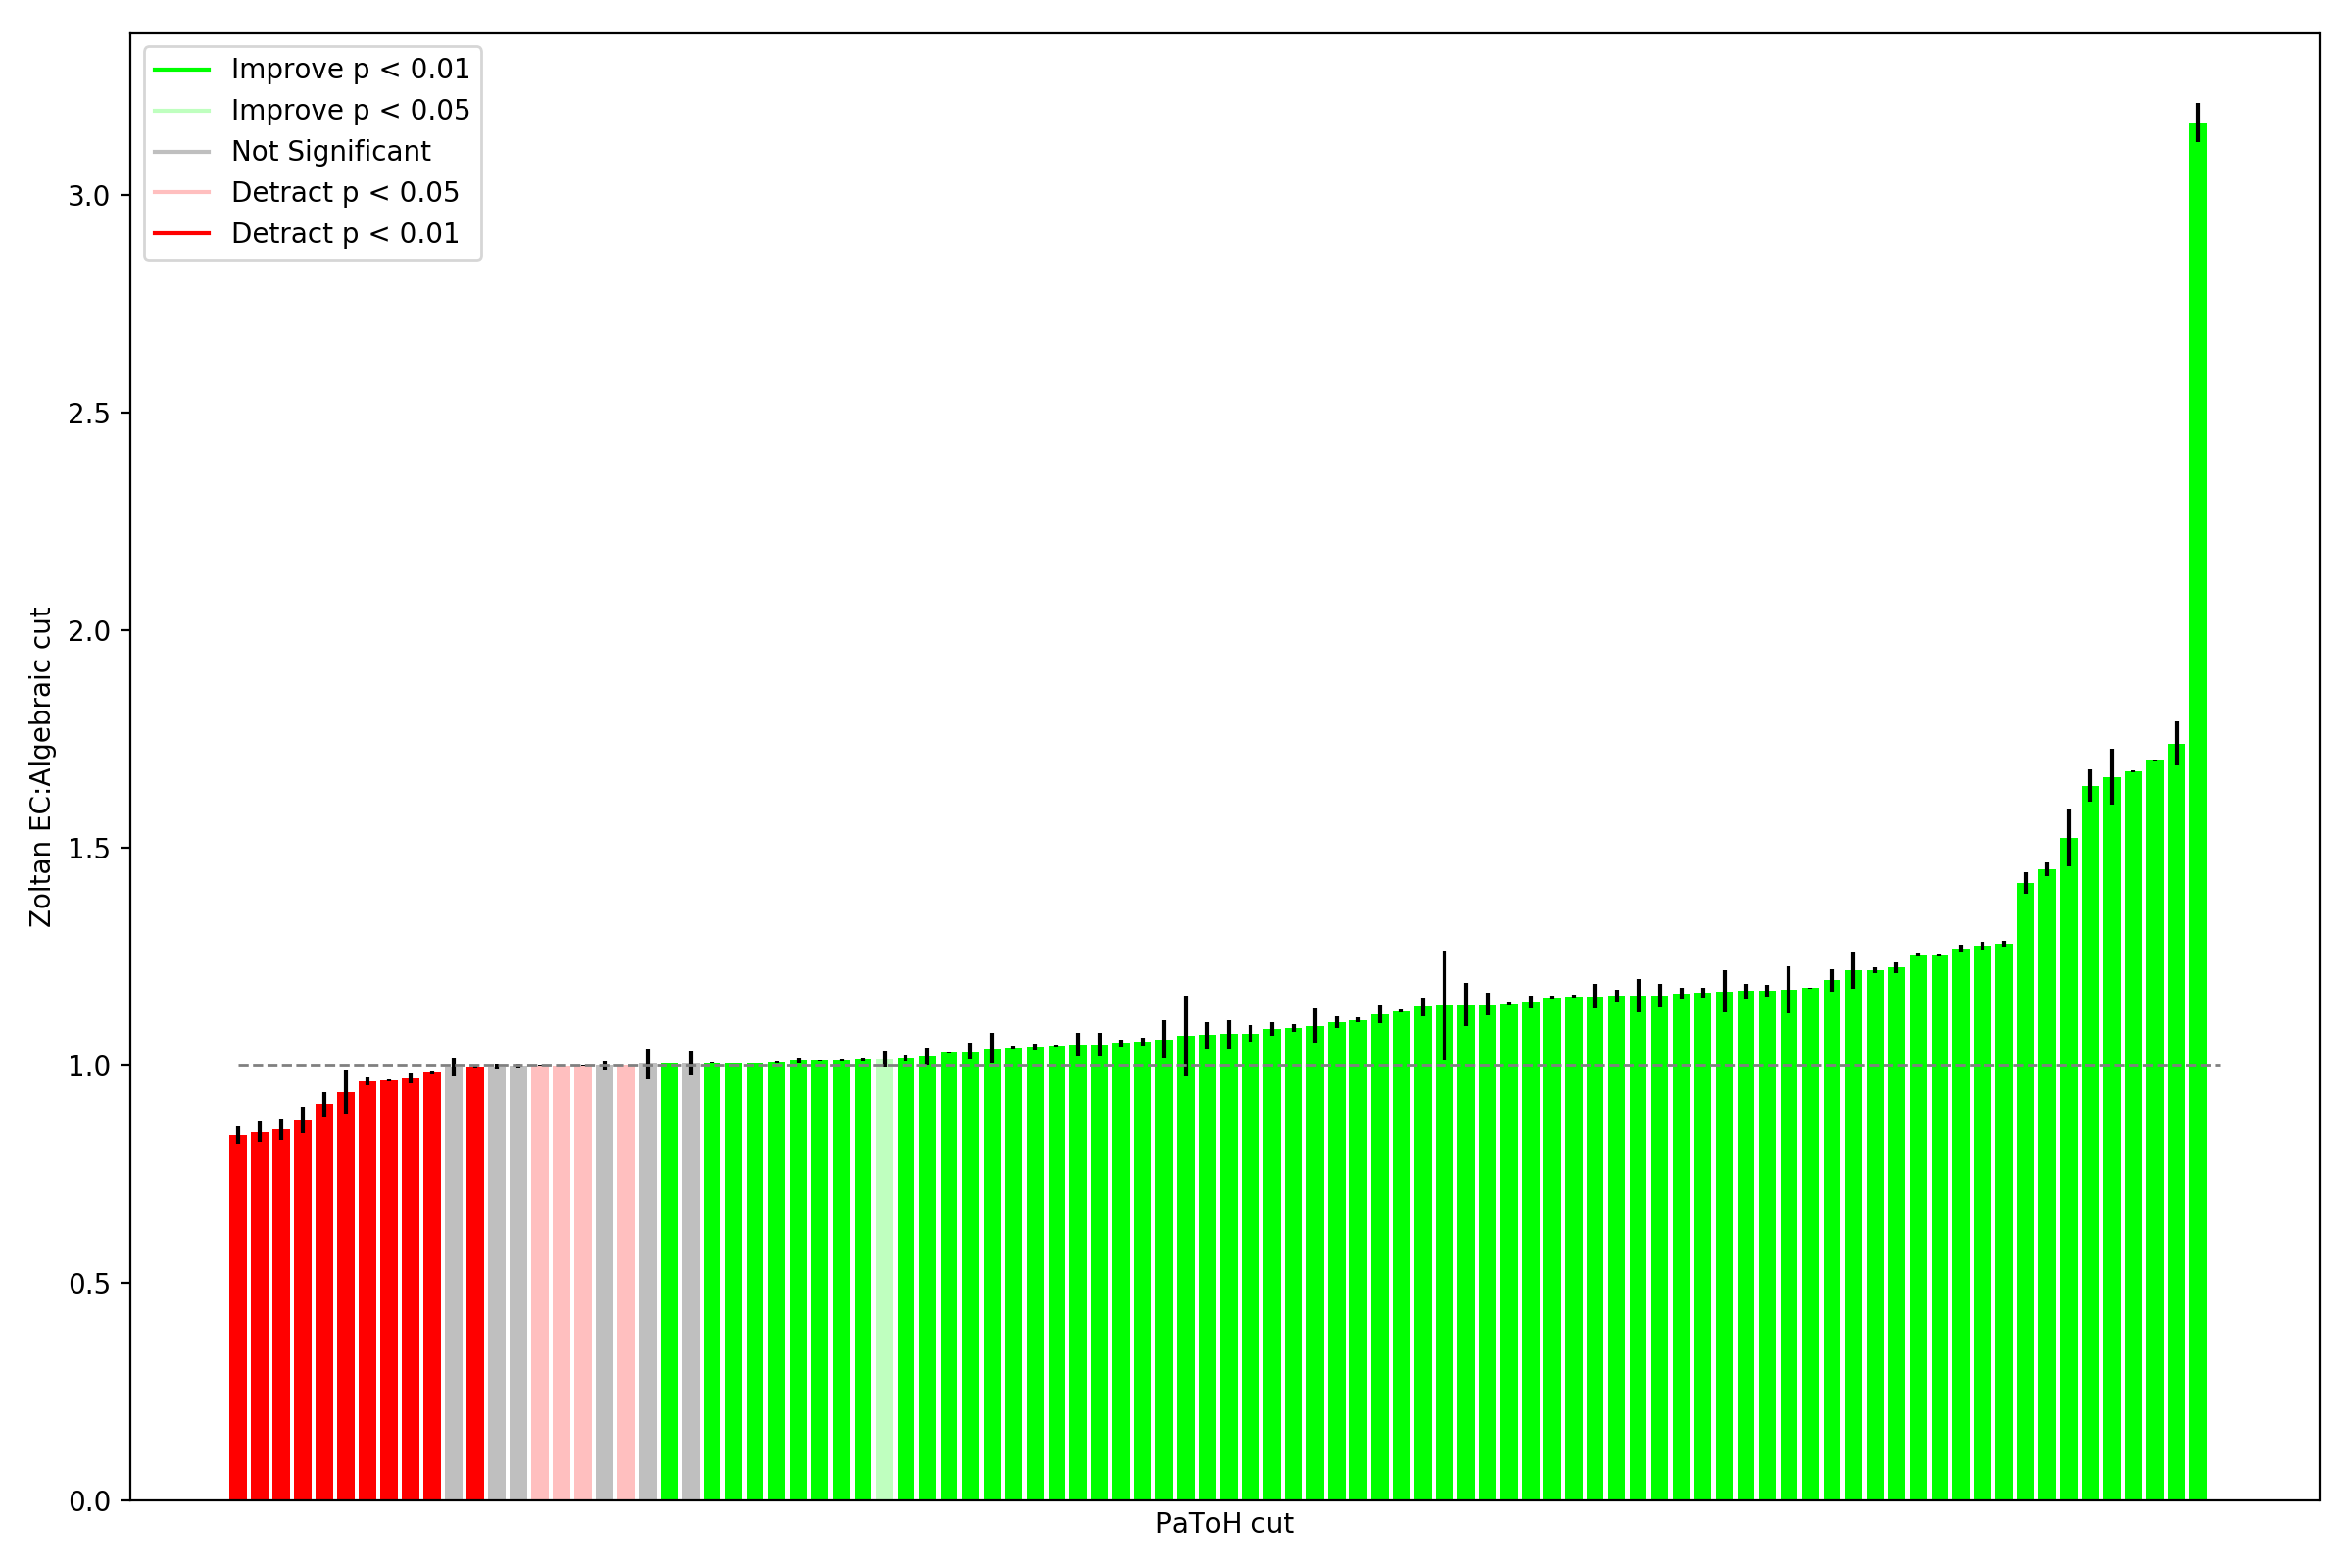 Improve p < 0.01
Improve p < 0.05
Not Significant
Detract p < 0.05
Detract p < 0.01
3.0
2.5
2.0
1.5
1.0
0.5
0.0
Zoltan EC:Algebraic cut
PaToH cut